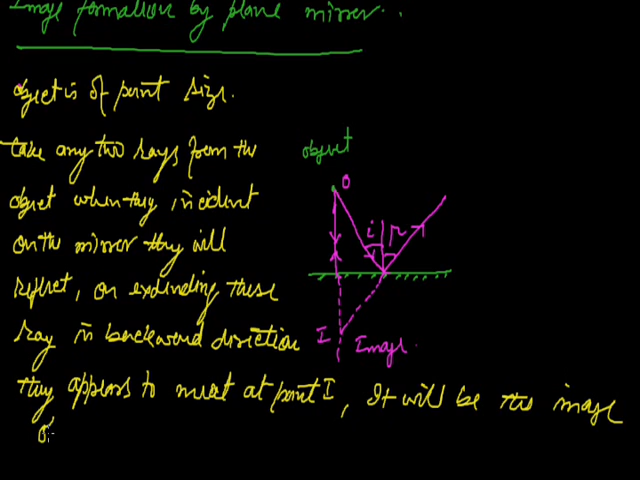 Image formation by plane mirror..
object is of point size.
take any two rays from the
object when they incident
on the mirror they will
reflect, on extending these
ray in backward direction
they appears to meet at point I, It will be the image
o
object
O
i
r
I
Image.